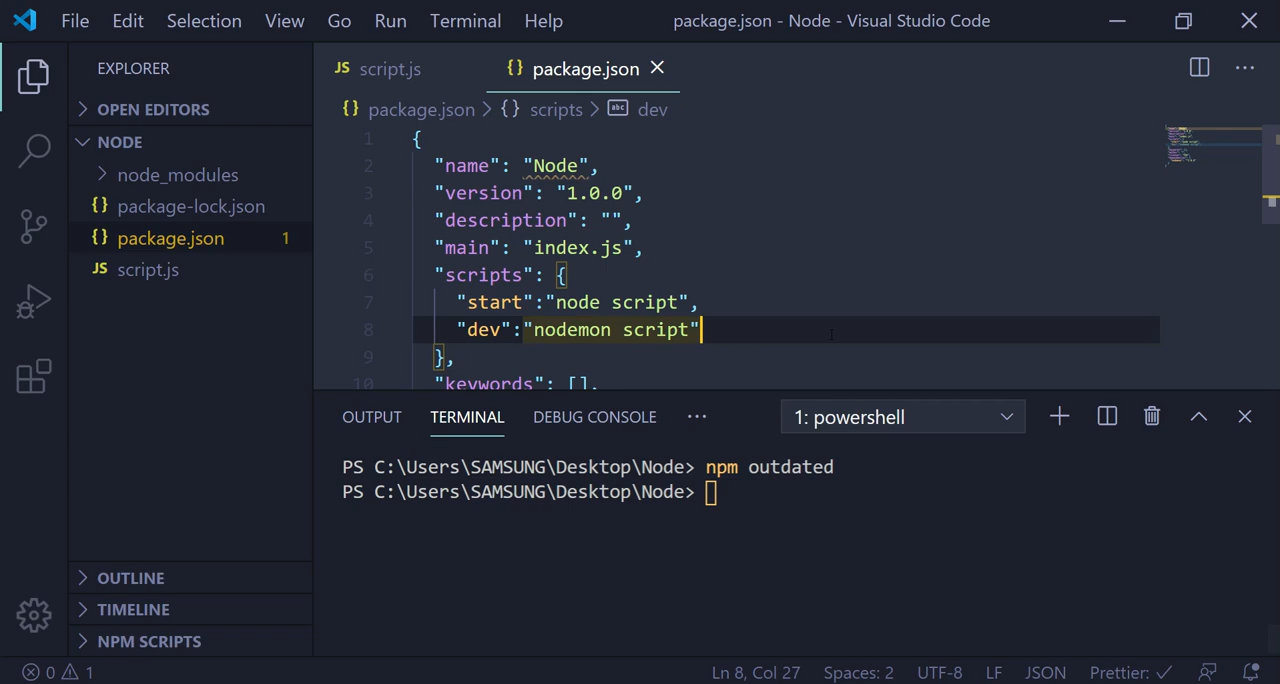 File Edit Selection View Go Run Terminal Help package.json - Node - Visual Studio Code
EXPLORER
OPEN EDITORS
NODE
node_modules
{} package-lock.json
{} package.json 1
JS script.js
OUTLINE
TIMELINE
NPM SCRIPTS
JS script.js {} package.json
{} package.json > {} scripts > abc dev
1 {
2 "name": "Node",
3 "version": "1.0.0",
4 "description": "",
5 "main": "index.js",
6 "scripts": {
7 "start":"node script",
8 "dev":"nodemon script"
9 },
10 "keywords": [],
OUTPUT TERMINAL DEBUG CONSOLE ... 1: powershell
PS C:\Users\SAMSUNG\Desktop\Node> npm outdated
PS C:\Users\SAMSUNG\Desktop\Node>
0 1 Ln 8, Col 27 Spaces: 2 UTF-8 LF JSON Prettier: ✓